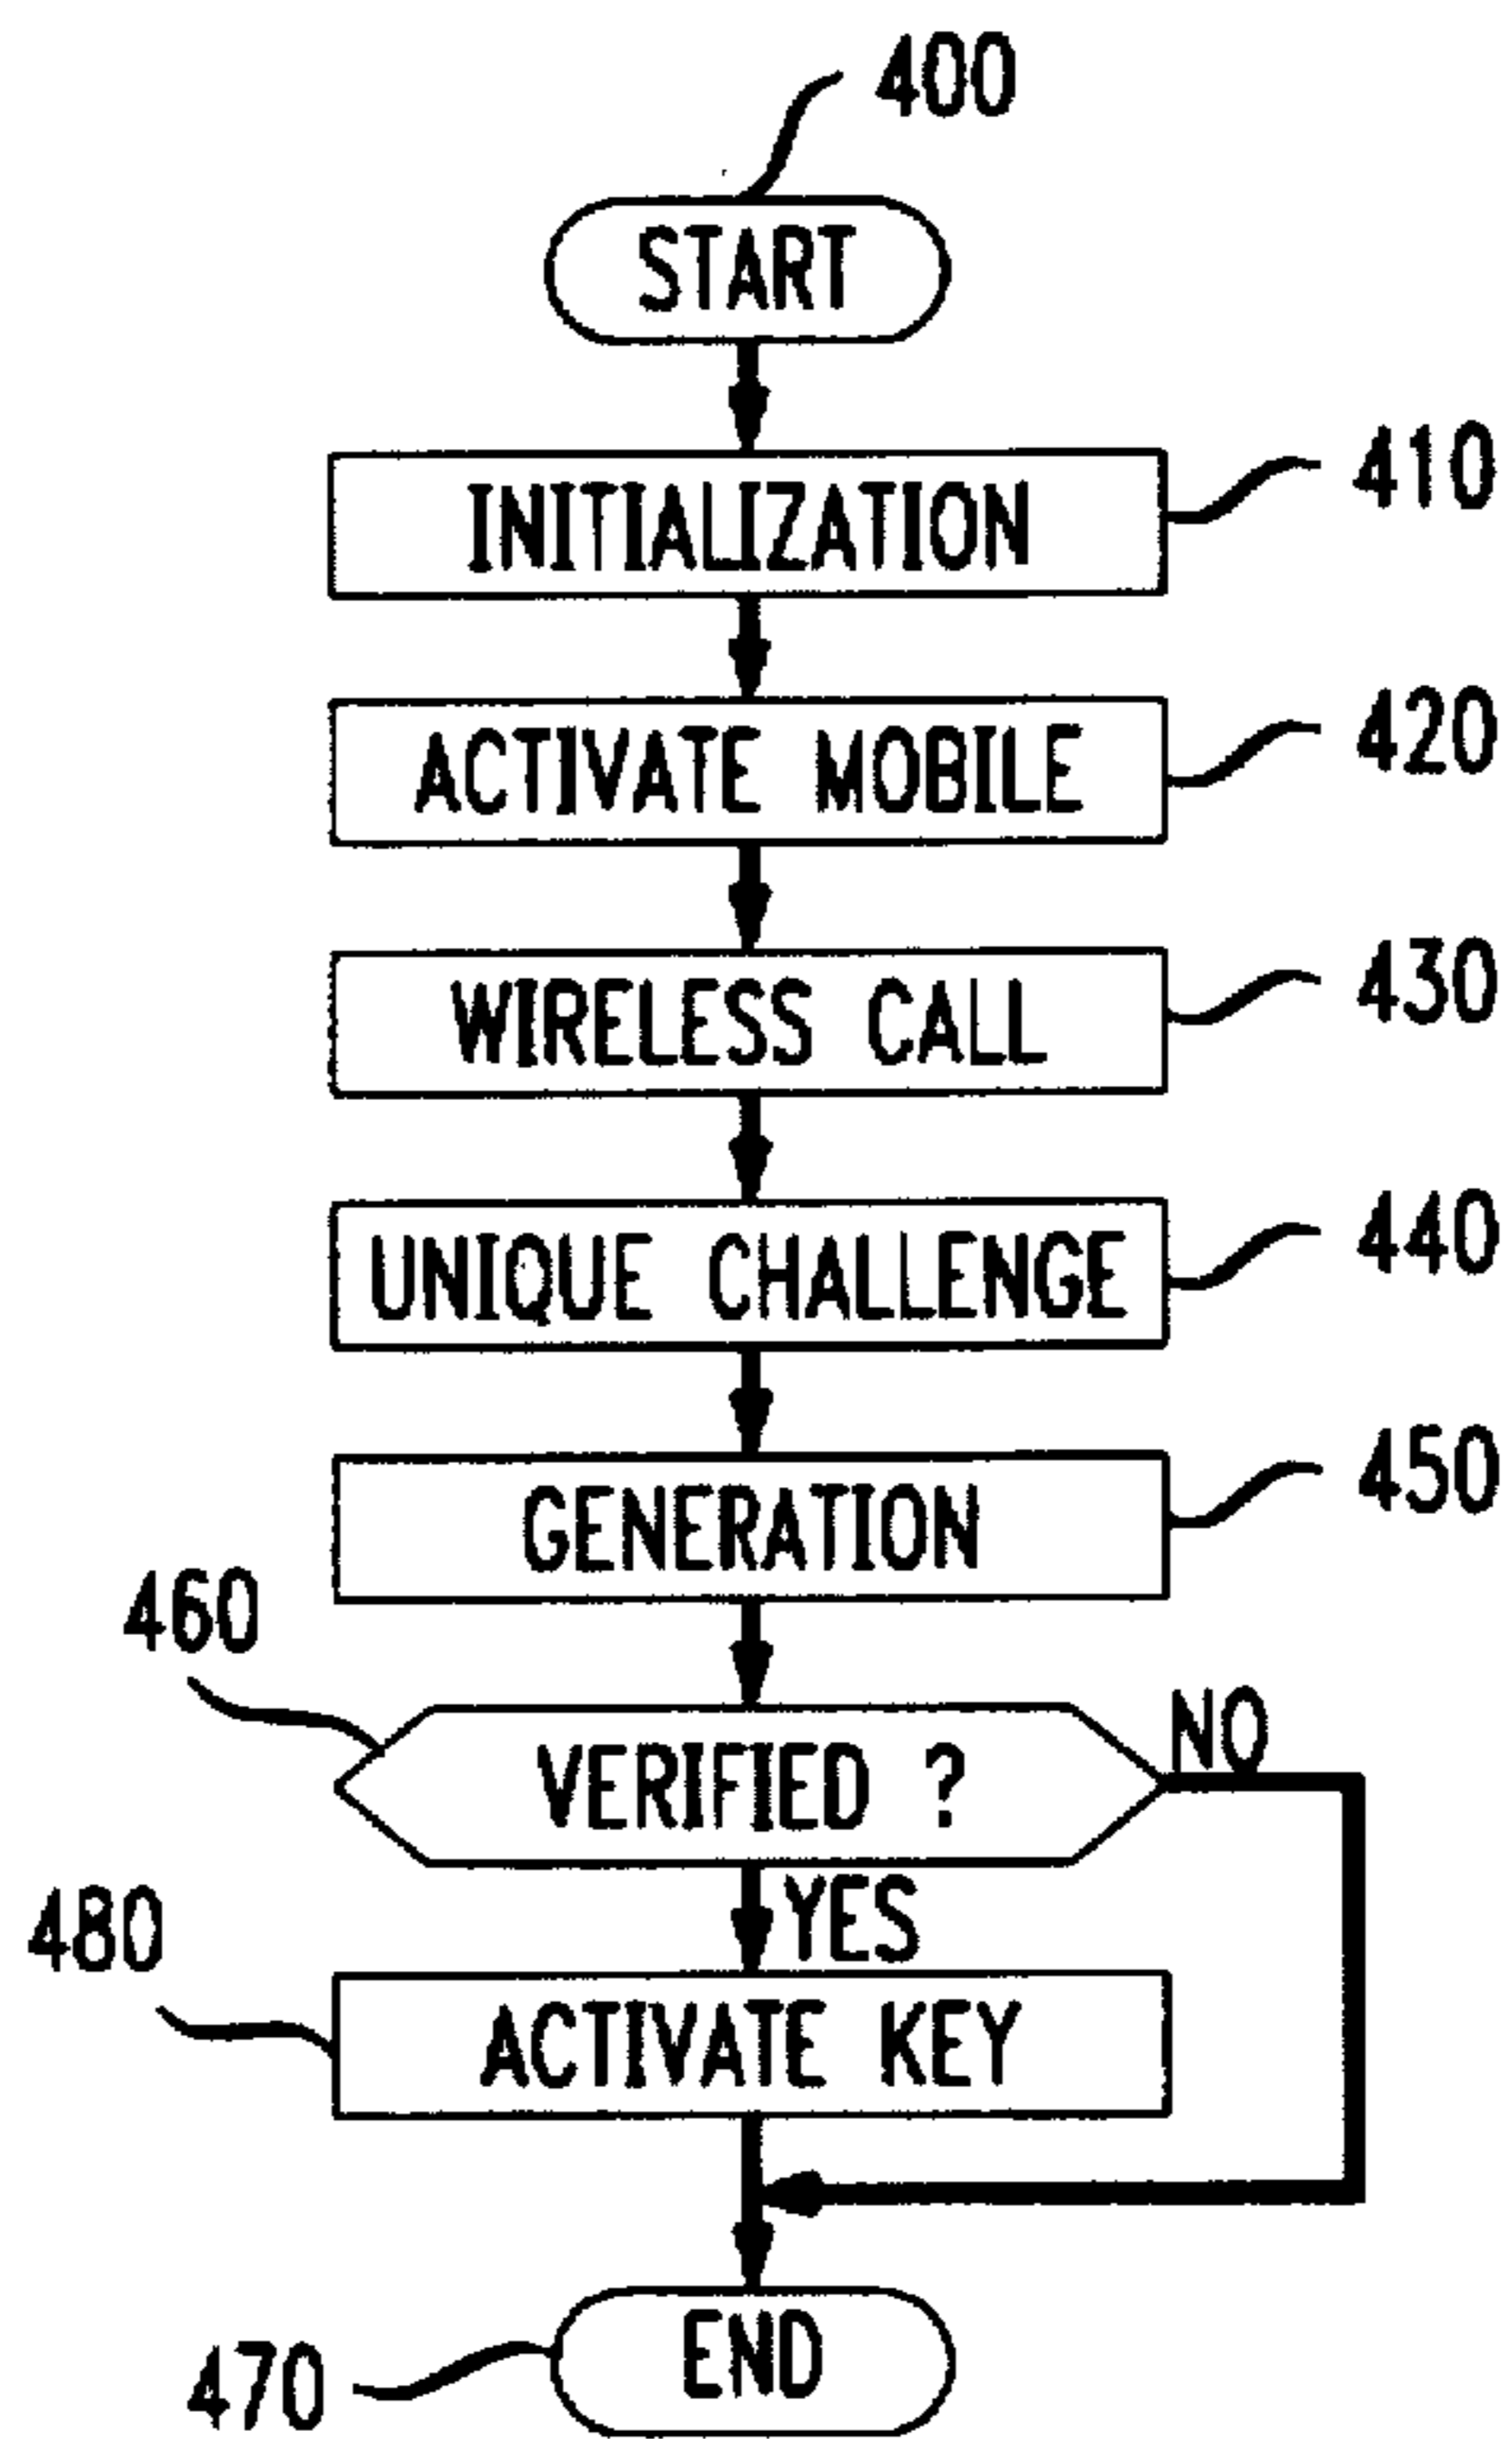 400
START
INITIALIZATION
410
ACTIVATE MOBILE
420
WIRELESS CALL
430
UNIQUE CHALLENGE
440
GENERATION
450
460
VERIFIED ?
NO
YES
480
ACTIVATE KEY
END
470